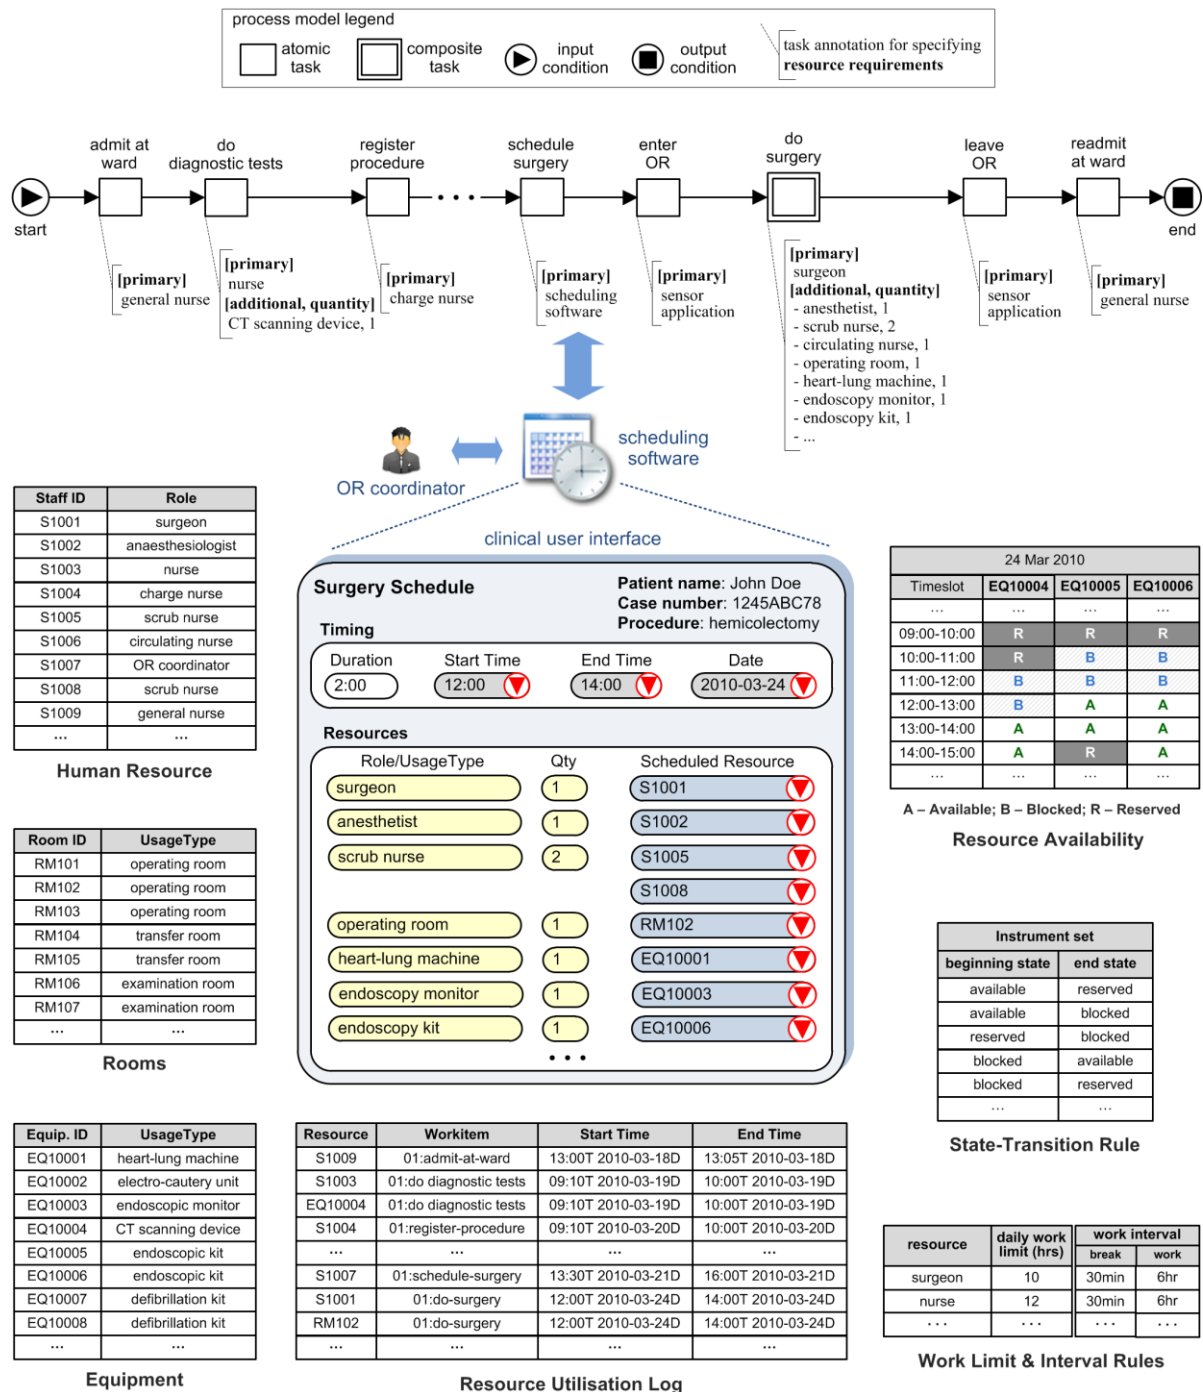 process model legend
atomic task
composite task
input condition
output condition
task annotation for specifying
resource requirements
admit at ward
do diagnostic tests
register procedure
schedule surgery
enter OR
do surgery
leave OR
readmit at ward
• • •
start
end
[primary]
general nurse
[primary]
nurse
[additional, quantity]
CT scanning device, 1
[primary]
charge nurse
[primary]
scheduling
software
[primary]
sensor
application
[primary]
surgeon
[additional, quantity]
- anesthetist, 1
- scrub nurse, 2
- circulating nurse, 1
- operating room, 1
- heart-lung machine, 1
- endoscopy monitor, 1
- endoscopy kit, 1
- ...
[primary]
sensor
application
[primary]
general nurse
OR coordinator
scheduling
software
clinical user interface
Staff ID Role
S1001 surgeon
S1002 anaesthesiologist
S1003 nurse
S1004 charge nurse
S1005 scrub nurse
S1006 circulating nurse
S1007 OR coordinator
S1008 scrub nurse
S1009 general nurse
... ...
Human Resource
Room ID UsageType
RM101 operating room
RM102 operating room
RM103 operating room
RM104 transfer room
RM105 transfer room
RM106 examination room
RM107 examination room
... ...
Rooms
Equip. ID UsageType
EQ10001 heart-lung machine
EQ10002 electro-cautery unit
EQ10003 endoscopic monitor
EQ10004 CT scanning device
EQ10005 endoscopic kit
EQ10006 endoscopic kit
EQ10007 defibrillation kit
EQ10008 defibrillation kit
... ...
Equipment
Surgery Schedule
Patient name: John Doe
Case number: 1245ABC78
Procedure: hemicolectomy
Timing
Duration Start Time End Time Date
2:00 12:00 14:00 2010-03-24
Resources
Role/UsageType Qty Scheduled Resource
surgeon 1 S1001
anesthetist 1 S1002
scrub nurse 2 S1005
S1008
operating room 1 RM102
heart-lung machine 1 EQ10001
endoscopy monitor 1 EQ10003
endoscopy kit 1 EQ10006
• • •
Resource Workitem Start Time End Time
S1009 01:admit-at-ward 13:00T 2010-03-18D 13:05T 2010-03-18D
S1003 01:do diagnostic tests 09:10T 2010-03-19D 10:00T 2010-03-19D
EQ10004 01:do diagnostic tests 09:10T 2010-03-19D 10:00T 2010-03-19D
S1004 01:register-procedure 09:10T 2010-03-20D 10:00T 2010-03-20D
... ... ... ...
S1007 01:schedule-surgery 13:30T 2010-03-21D 16:00T 2010-03-21D
S1001 01:do-surgery 12:00T 2010-03-24D 14:00T 2010-03-24D
RM102 01:do-surgery 12:00T 2010-03-24D 14:00T 2010-03-24D
... ... ... ...
Resource Utilisation Log
24 Mar 2010
Timeslot EQ10004 EQ10005 EQ10006
... ... ... ...
09:00-10:00 R R R
10:00-11:00 R B B
11:00-12:00 B B B
12:00-13:00 B A A
13:00-14:00 A A A
14:00-15:00 A R A
... ... ... ...
A – Available; B – Blocked; R – Reserved
Resource Availability
Instrument set
beginning state end state
available reserved
available blocked
reserved blocked
blocked available
blocked reserved
... ...
State-Transition Rule
resource daily work limit (hrs) work interval
break work
surgeon 10 30min 6hr
nurse 12 30min 6hr
... ... ... ...
Work Limit & Interval Rules